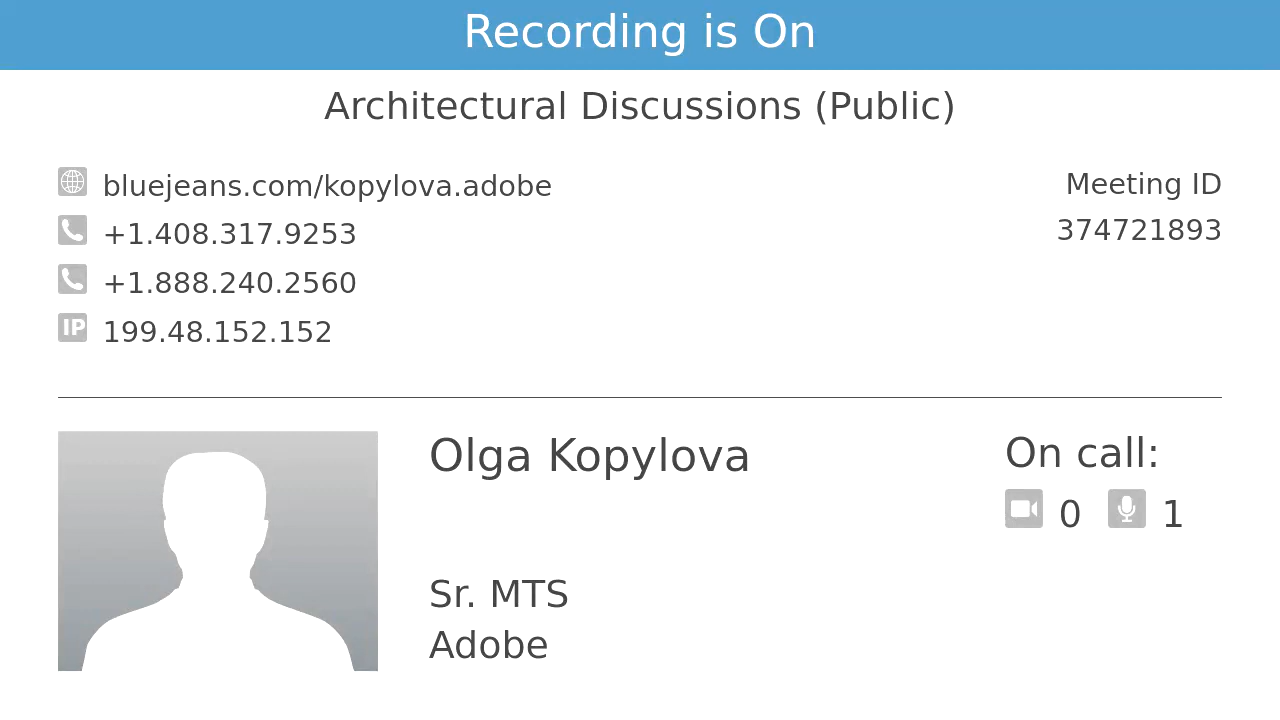 Recording is On
Architectural Discussions (Public)
bluejeans.com/kopylova.adobe
+1.408.317.9253
+1.888.240.2560
IP 199.48.152.152
Meeting ID
374721893
Olga Kopylova
Sr. MTS
Adobe
On call:
0 1